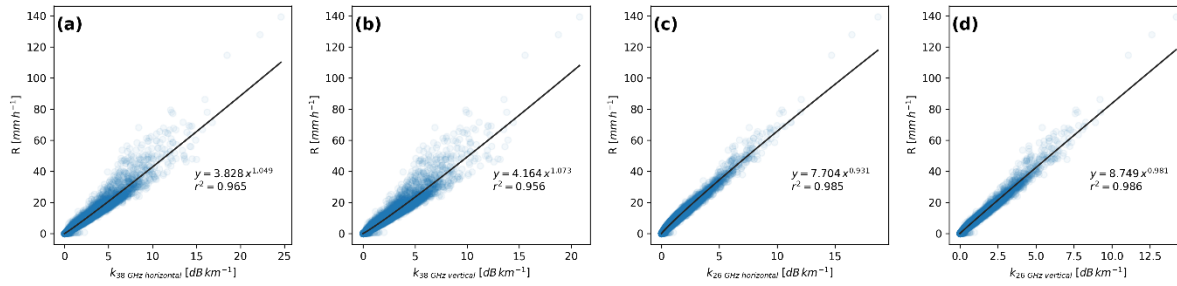 (a)
R [mm h⁻¹]
140
120
100
80
60
40
20
0
y = 3.828 x^1.049
r² = 0.965
0 5 10 15 20 25
k38 GHz horizontal [dB km⁻¹]
(b)
R [mm h⁻¹]
140
120
100
80
60
40
20
0
y = 4.164 x^1.073
r² = 0.956
0 5 10 15 20
k38 GHz vertical [dB km⁻¹]
(c)
R [mm h⁻¹]
140
120
100
80
60
40
20
0
y = 7.704 x^0.931
r² = 0.985
0 5 10 15
k26 GHz horizontal [dB km⁻¹]
(d)
R [mm h⁻¹]
140
120
100
80
60
40
20
0
y = 8.749 x^0.981
r² = 0.986
0.0 2.5 5.0 7.5 10.0 12.5
k26 GHz vertical [dB km⁻¹]